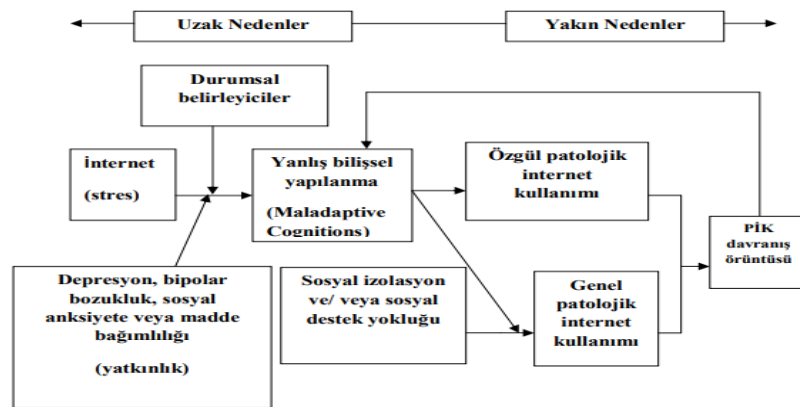 Uzak Nedenler
Yakın Nedenler
Durumsal
belirleyiciler
İnternet
(stres)
Yanlış bilişsel
yapılanma
(Maladaptive
Cognitions)
Özgül patolojik
internet
kullanımı
PİK
davranış
örüntüsü
Depresyon, bipolar
bozukluk, sosyal
anksiyete veya madde
bağımlılığı
(yatkınlık)
Sosyal izolasyon
ve/ veya sosyal
destek yokluğu
Genel
patolojik
internet
kullanımı